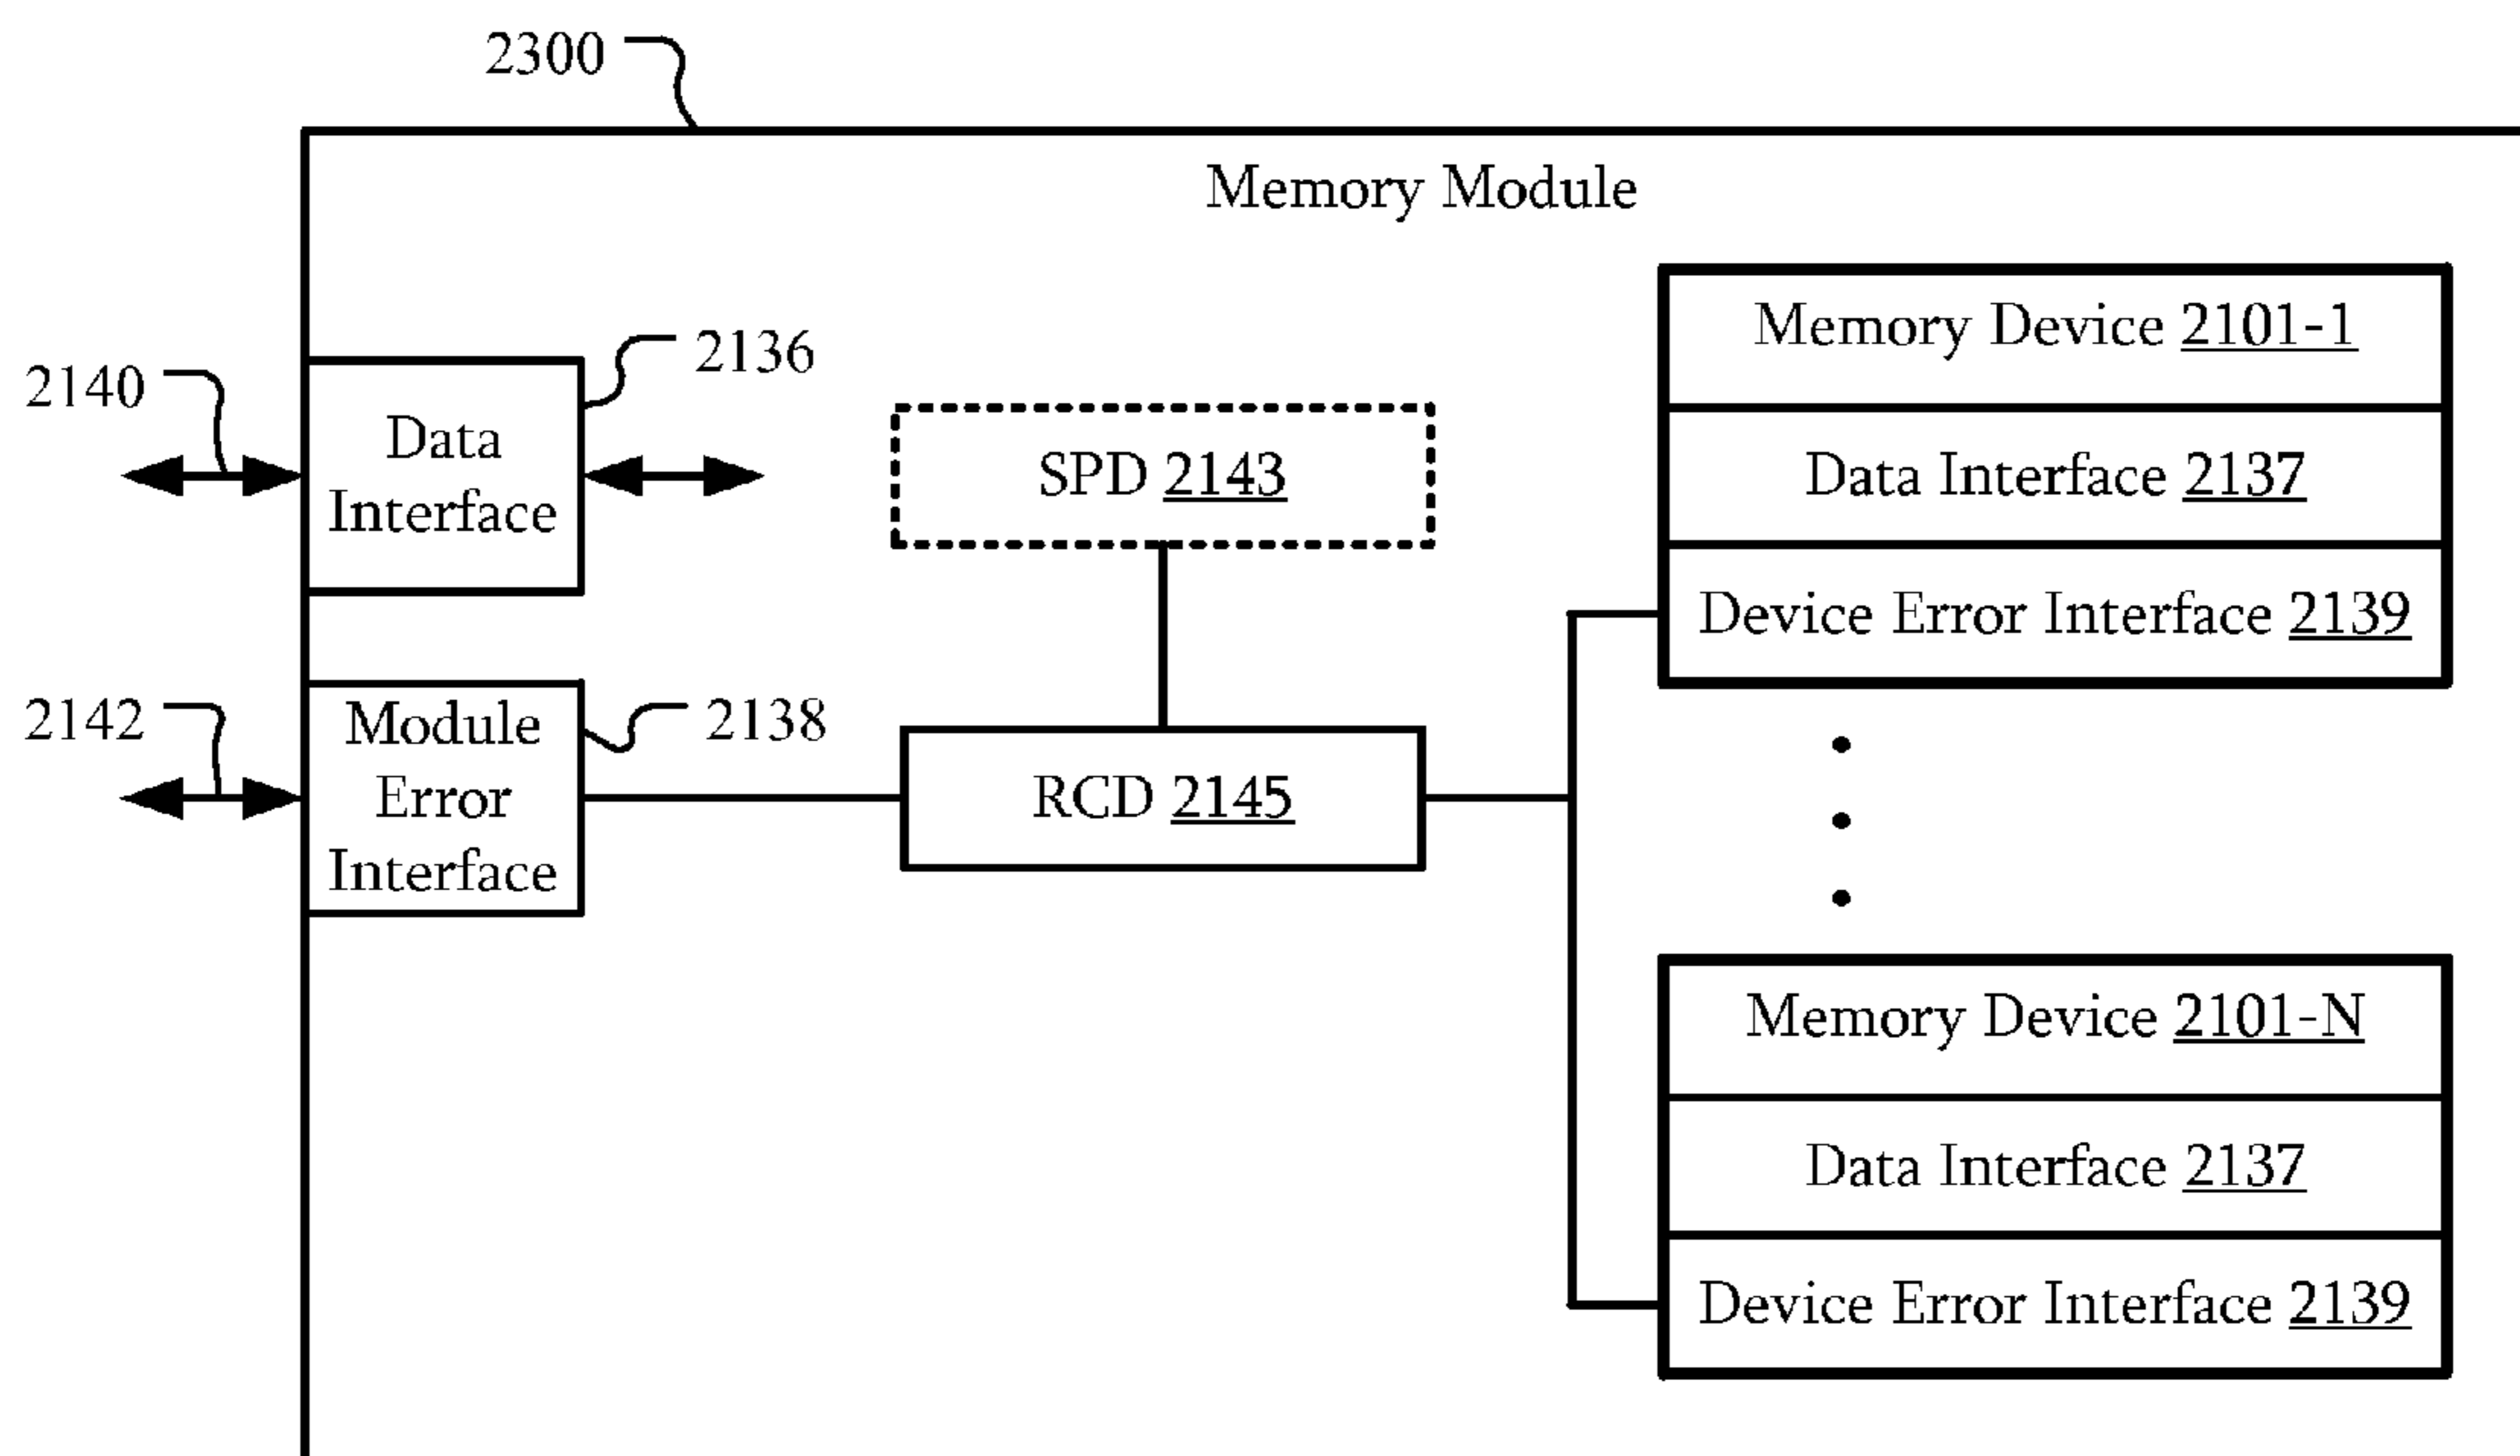 2300
Memory Module
Memory Device 2101-1
2136
2140
Data
Interface
SPD 2143
Data Interface 2137
Device Error Interface 2139
2142
Module
Error
Interface
2138
RCD 2145
Memory Device 2101-N
Data Interface 2137
Device Error Interface 2139